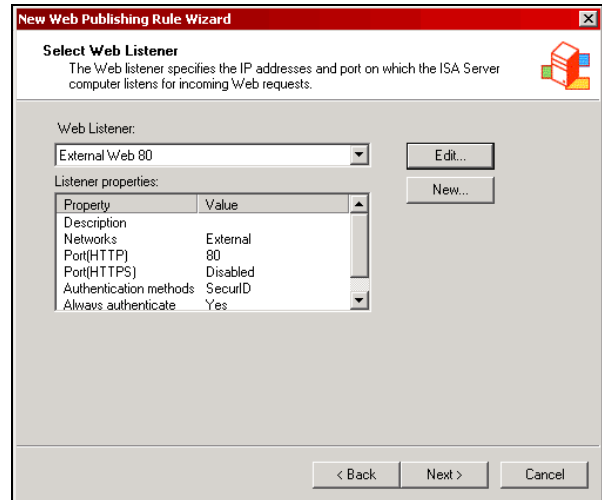 New Web Publishing Rule Wizard
Select Web Listener
The Web listener specifies the IP addresses and port on which the ISA Server
computer listens for incoming Web requests.
Web Listener:
External Web 80
Edit...
New...
Listener properties:
Property Value
Description
Networks External
Port(HTTP) 80
Port(HTTPS) Disabled
Authentication methods SecurID
Always authenticate Yes
< Back Next > Cancel